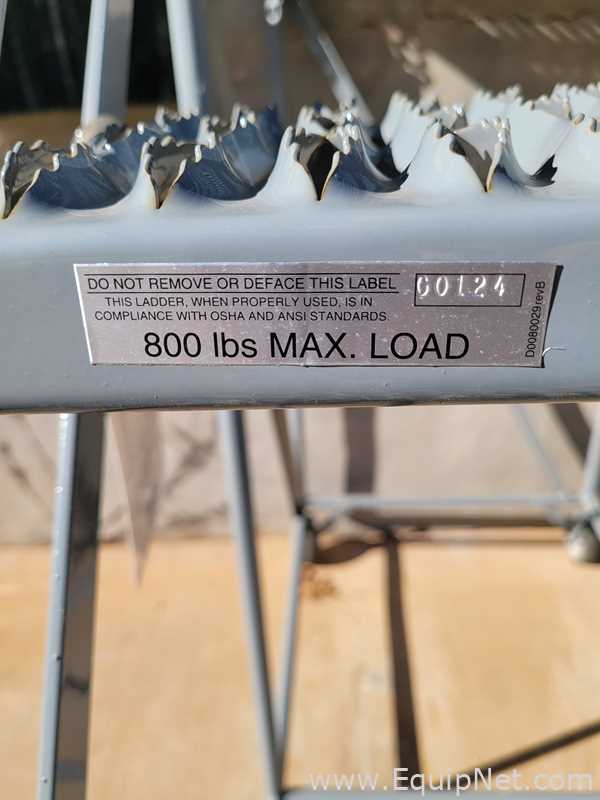 DO NOT REMOVE OR DEFACE THIS LABEL
THIS LADDER, WHEN PROPERLY USED, IS IN
COMPLIANCE WITH OSHA AND ANSI STANDARDS.
800 lbs MAX. LOAD
00124
D0080029revB
www.EquipNet.com